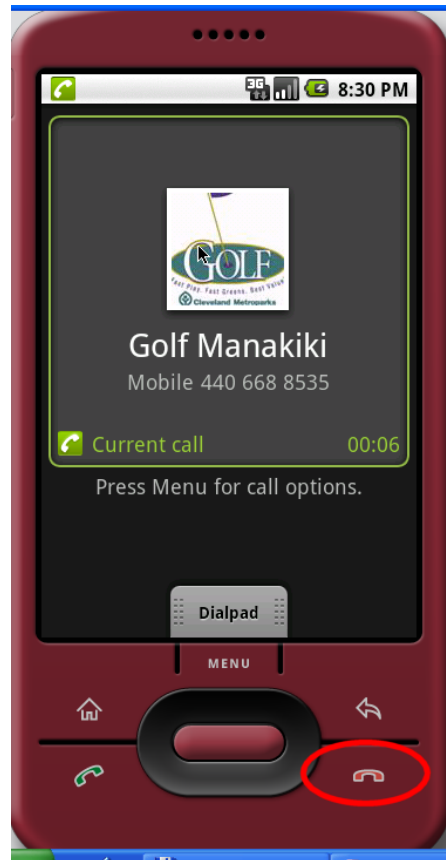 3G
8:30 PM
GOLF
Fast Play. Fast Greens. Best Value
Cleveland Metroparks
Golf Manakiki
Mobile 440 668 8535
Current call 00:06
Press Menu for call options.
Dialpad
MENU